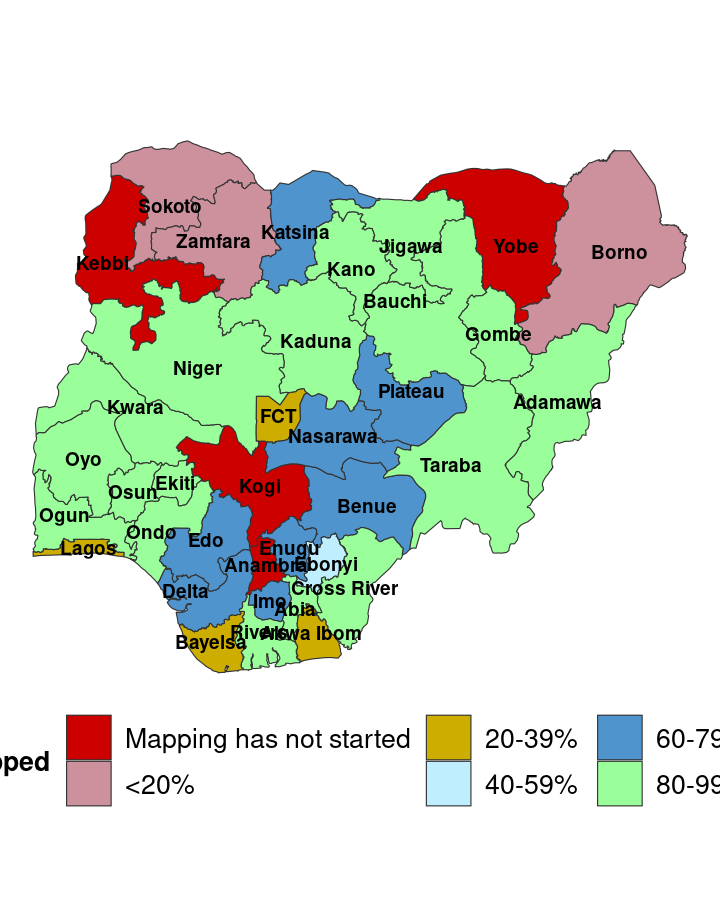 Sokoto
Katsina
Zamfara
Jigawa
Yobe
Borno
Kebbi
Kano
Bauchi
Gombe
Kaduna
Niger
Plateau
Adamawa
Kwara
FCT
Nasarawa
Oyo
Taraba
Ekiti
Kogi
Osun
Benue
Ogun
Ondo
Edo
Lagos
Enugu
Anambra
Ebonyi
Delta
Cross River
Imo
Abia
Rivers
Akwa Ibom
Bayelsa
pped
Mapping has not started
20-39%
60-79
<20%
40-59%
80-99